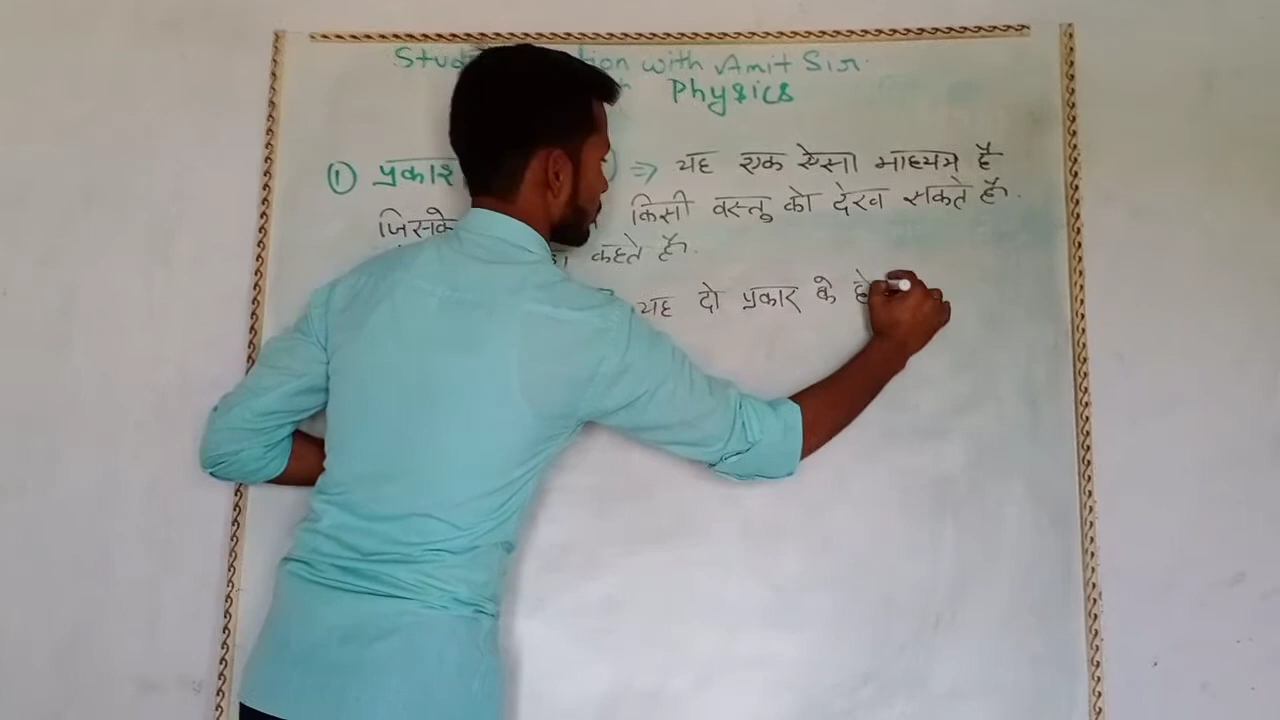 with Amit Sir
Physics
① प्रकाश ⇒ यह एक ऐसा माध्यम है
जिसके किसी वस्तु को देख सकते हैं.
कहते हैं.
यह दो प्रकार के